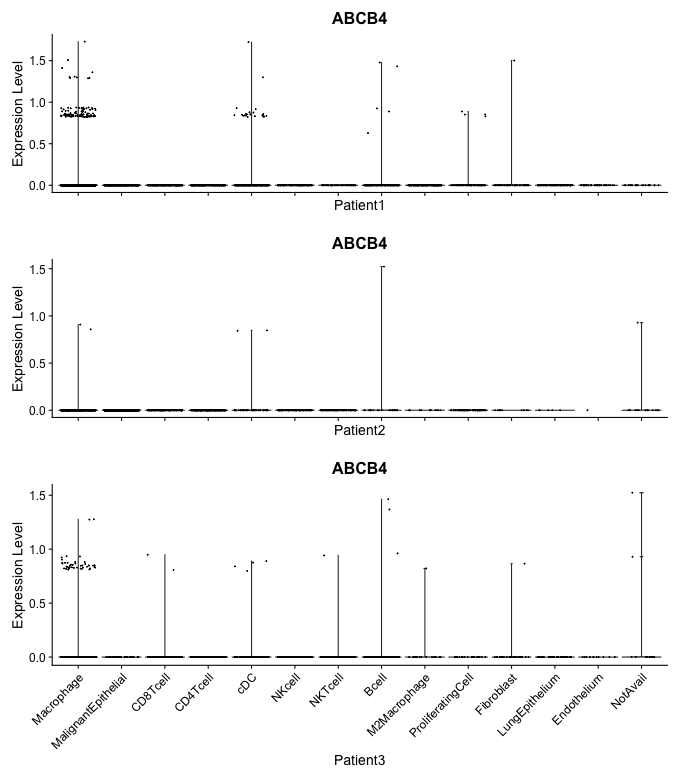 ABCB4
Expression Level
1.5
1.0
0.5
0.0
Patient1
ABCB4
Expression Level
1.5
1.0
0.5
0.0
Patient2
ABCB4
Expression Level
1.5
1.0
0.5
0.0
Macrophage
MalignantEpithelial
CD8Tcell
CD4Tcell
cDC
NKcell
NKTcell
Bcell
M2Macrophage
ProliferatingCell
Fibroblast
LungEpithelium
Endothelium
NotAvail
Patient3